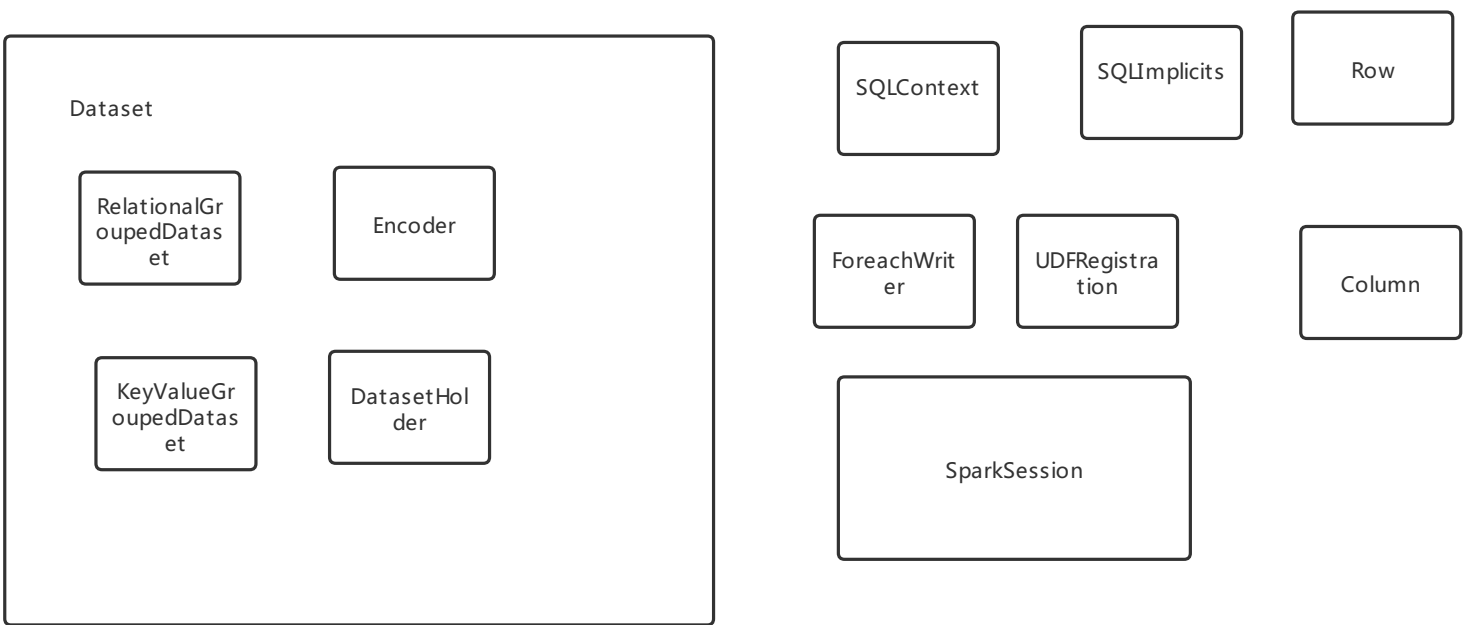 Dataset
RelationalGr
oupedDatas
et
Encoder
KeyValueGr
oupedDatas
et
DatasetHol
der
SQLContext
SQLImplicits
Row
ForeachWrit
er
UDFRegistra
tion
Column
SparkSession